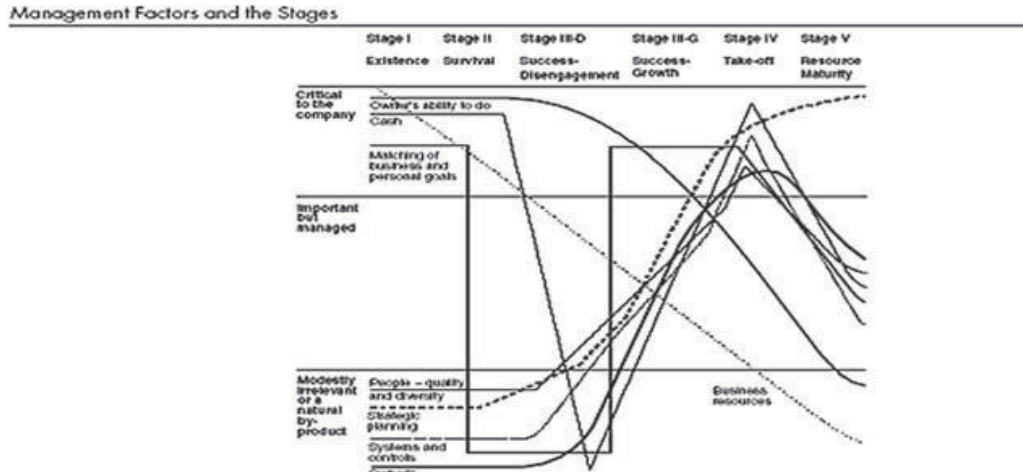 Management Factors and the Stages
Stage I Stage II Stage III-D Stage III-G Stage IV Stage V
Existence Survival Success- Success- Take-off Resource
Disengagement Growth Maturity
Critical
to the
company
Owner's ability to do
Cash
Matching of
business and
personal goals
Important
but
managed
Modestly
irrelevant
or a
natural
by-
product
People – quality
and diversity
Strategic
planning
Systems and
controls
Business
resources